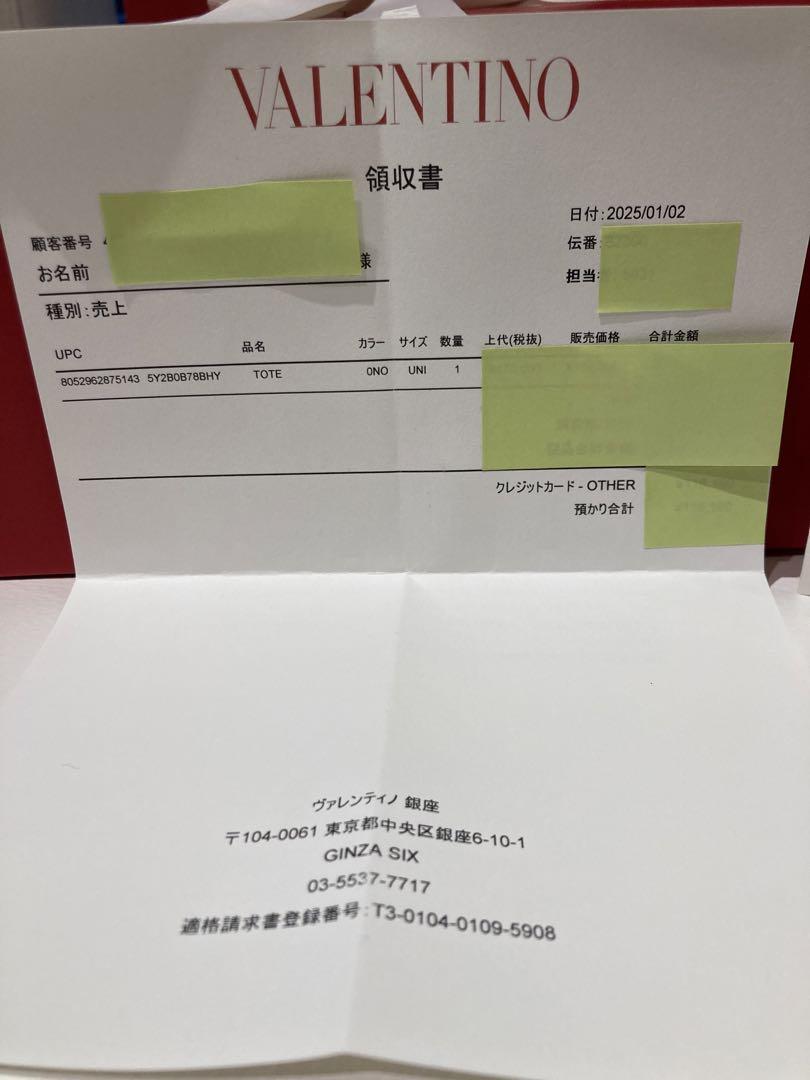 VALENTINO
領収書
日付:2025/01/02
顧客番号
伝番
お名前 様
担当
種別:売上
UPC 品名 カラー サイズ 数量 上代(税抜) 販売価格 合計金額
8052962875143 5Y2B0B78BHY TOTE 0NO UNI 1
クレジットカード - OTHER
預かり合計
ヴァレンティノ 銀座
〒104-0061 東京都中央区銀座6-10-1
GINZA SIX
03-5537-7717
適格請求書登録番号:T3-0104-0109-5908